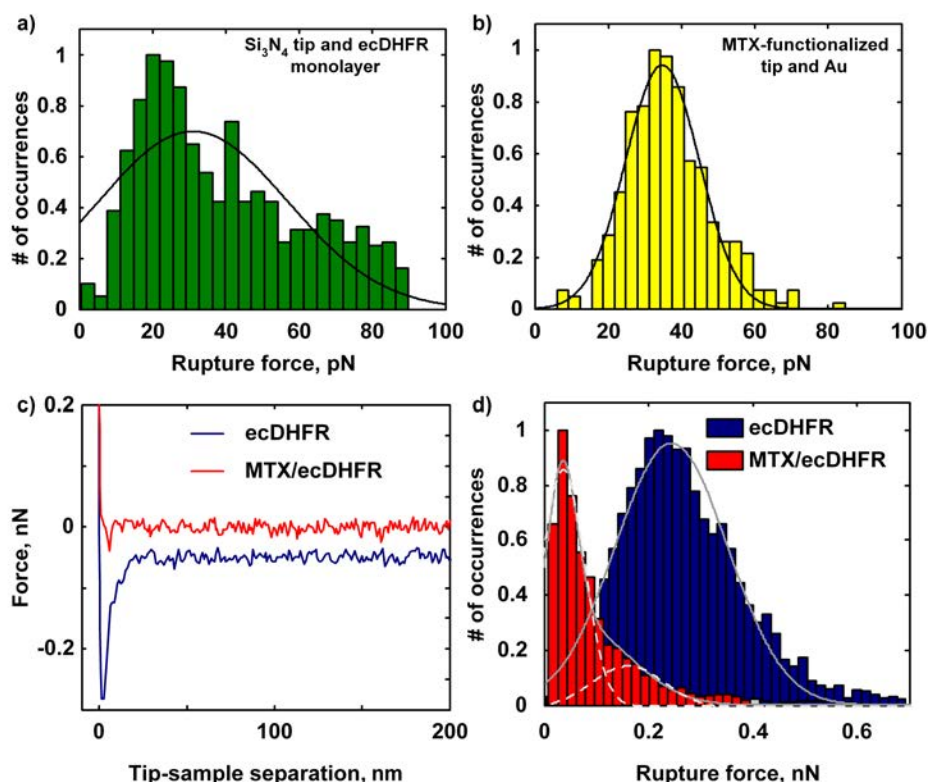 a)
Si₃N₄ tip and ecDHFR
monolayer
# of occurrences
1
0.8
0.6
0.4
0.2
0
0 20 40 60 80 100
Rupture force, pN
b)
MTX-functionalized
tip and Au
# of occurrences
1
0.8
0.6
0.4
0.2
0
0 20 40 60 80 100
Rupture force, pN
c)
ecDHFR
MTX/ecDHFR
Force, nN
0.2
0
-0.2
0 100 200
Tip-sample separation, nm
d)
ecDHFR
MTX/ecDHFR
# of occurrences
1
0.8
0.6
0.4
0.2
0
0 0.2 0.4 0.6
Rupture force, nN